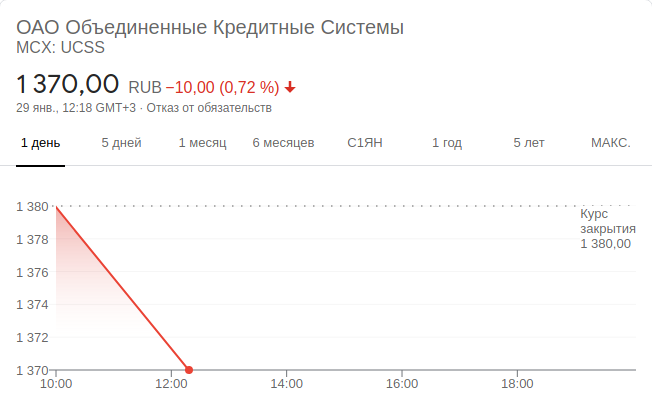 ОАО Объединенные Кредитные Системы
MCX: UCSS
1 370,00 RUB −10,00 (0,72 %)
29 янв., 12:18 GMT+3 · Отказ от обязательств
1 день 5 дней 1 месяц 6 месяцев С1ЯН 1 год 5 лет МАКС.
1 380
Курс
закрытия
1 380,00
1 378
1 376
1 374
1 372
1 370
10:00 12:00 14:00 16:00 18:00